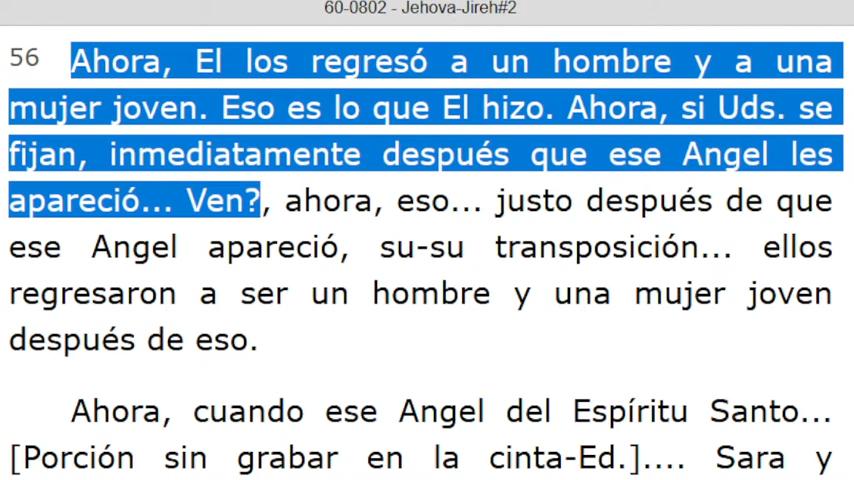 60-0802 - Jehova-Jireh#2
56 Ahora, El los regresó a un hombre y a una
mujer joven. Eso es lo que El hizo. Ahora, si Uds. se
fijan, inmediatamente después que ese Angel les
apareció... Ven?, ahora, eso... justo después de que
ese Angel apareció, su-su transposición... ellos
regresaron a ser un hombre y una mujer joven
después de eso.
Ahora, cuando ese Angel del Espíritu Santo...
[Porción sin grabar en la cinta-Ed.].... Sara y